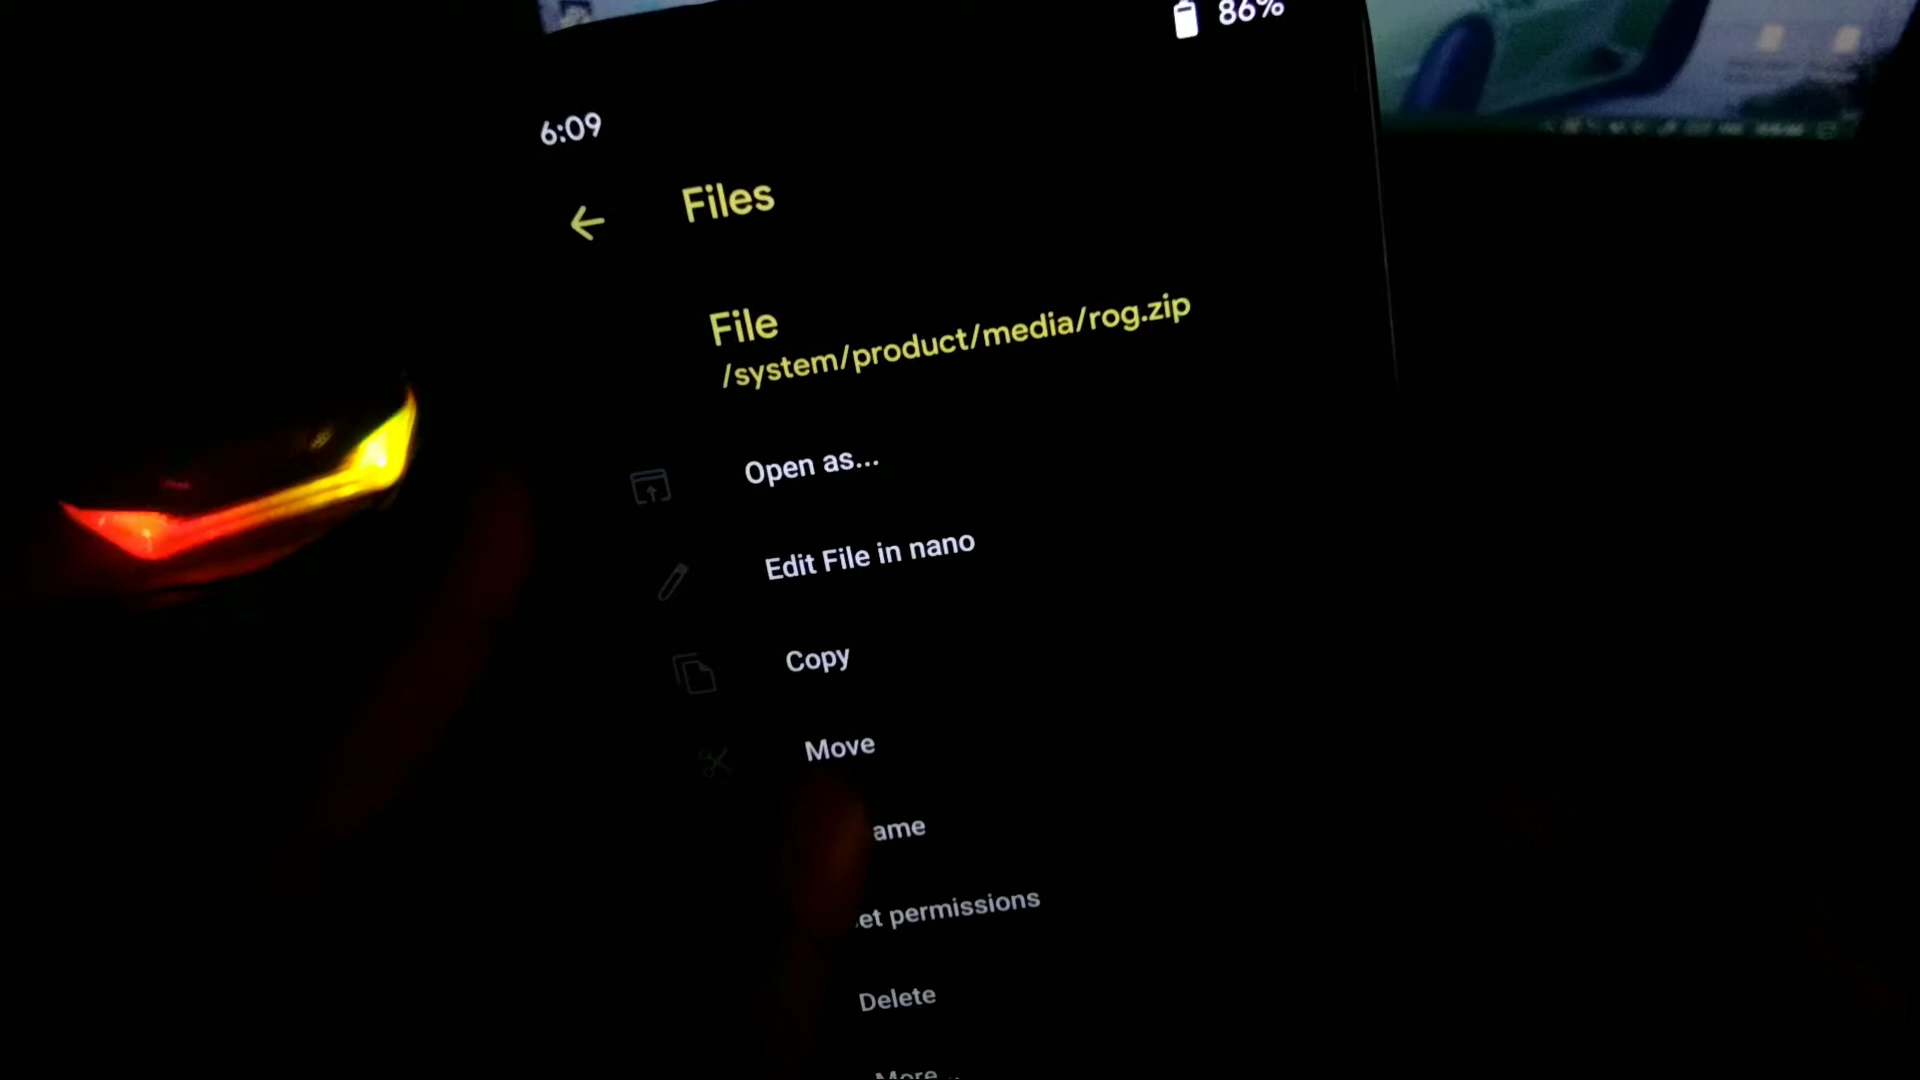 86%
6:09
Files
File
/system/product/media/rog.zip
Open as...
Edit File in nano
Copy
Move
ame
et permissions
Delete
More...